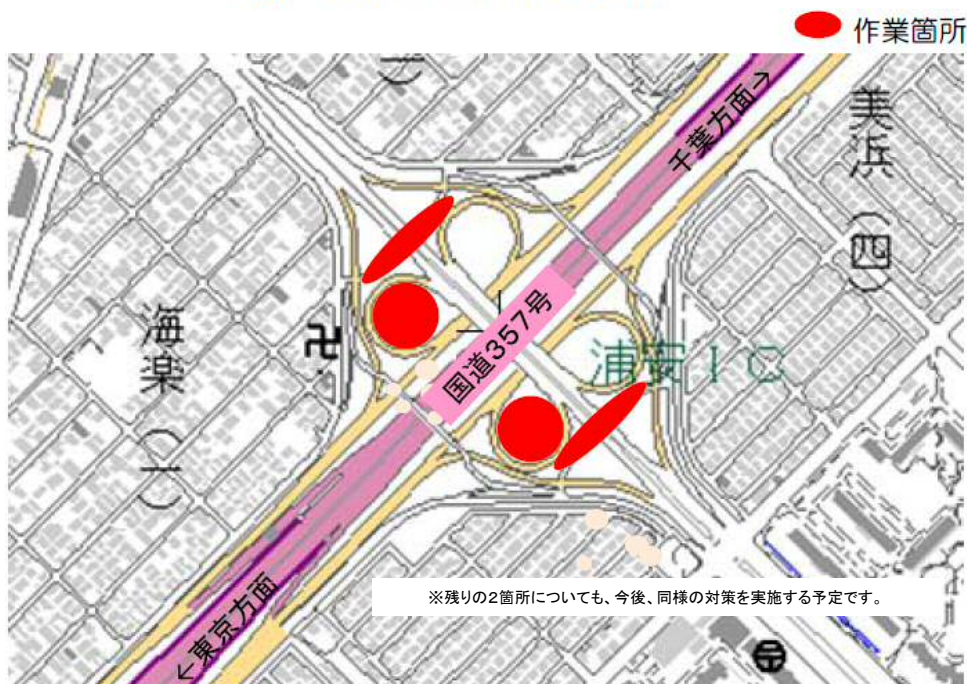 作業箇所
千葉方面→
美浜(四)
海楽(一)
国道357号
浦安IC
←東京方面
※残りの2箇所についても、今後、同様の対策を実施する予定です。